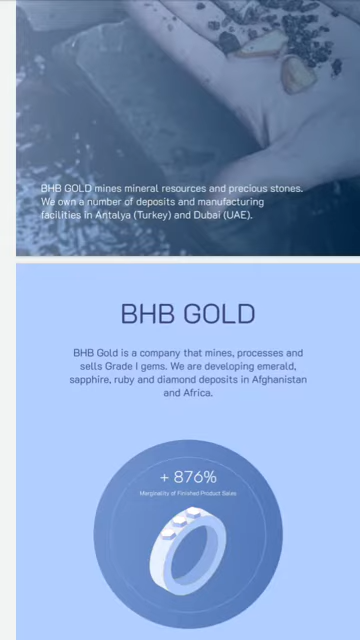 BHB GOLD mines mineral resources and precious stones.
We own a number of deposits and manufacturing
facilities in Antalya (Turkey) and Dubai (UAE).
BHB GOLD
BHB Gold is a company that mines, processes and
sells Grade I gems. We are developing emerald,
sapphire, ruby and diamond deposits in Afghanistan
and Africa.
+ 876%
Marginality of Finished Product Sales